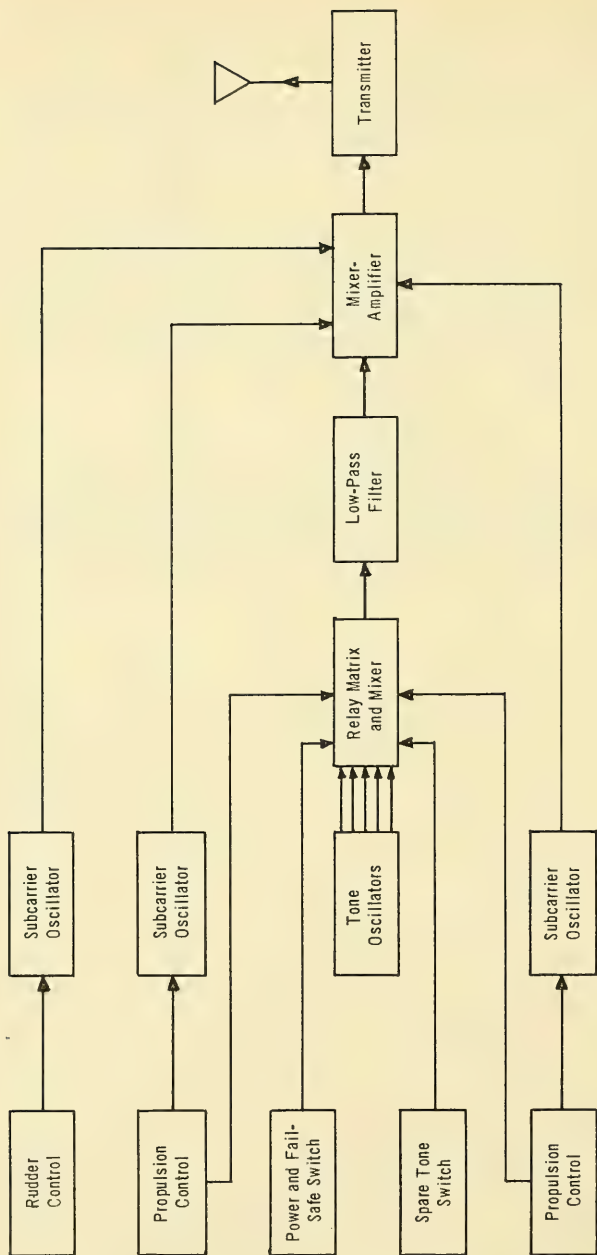 Rudder
Control
Subcarrier
Oscillator
Propulsion
Control
Subcarrier
Oscillator
Power and Fail-
Safe Switch
Tone
Oscillators
Relay Matrix
and Mixer
Low-Pass
Filter
Mixer-
Amplifier
Transmitter
Spare Tone
Switch
Propulsion
Control
Subcarrier
Oscillator